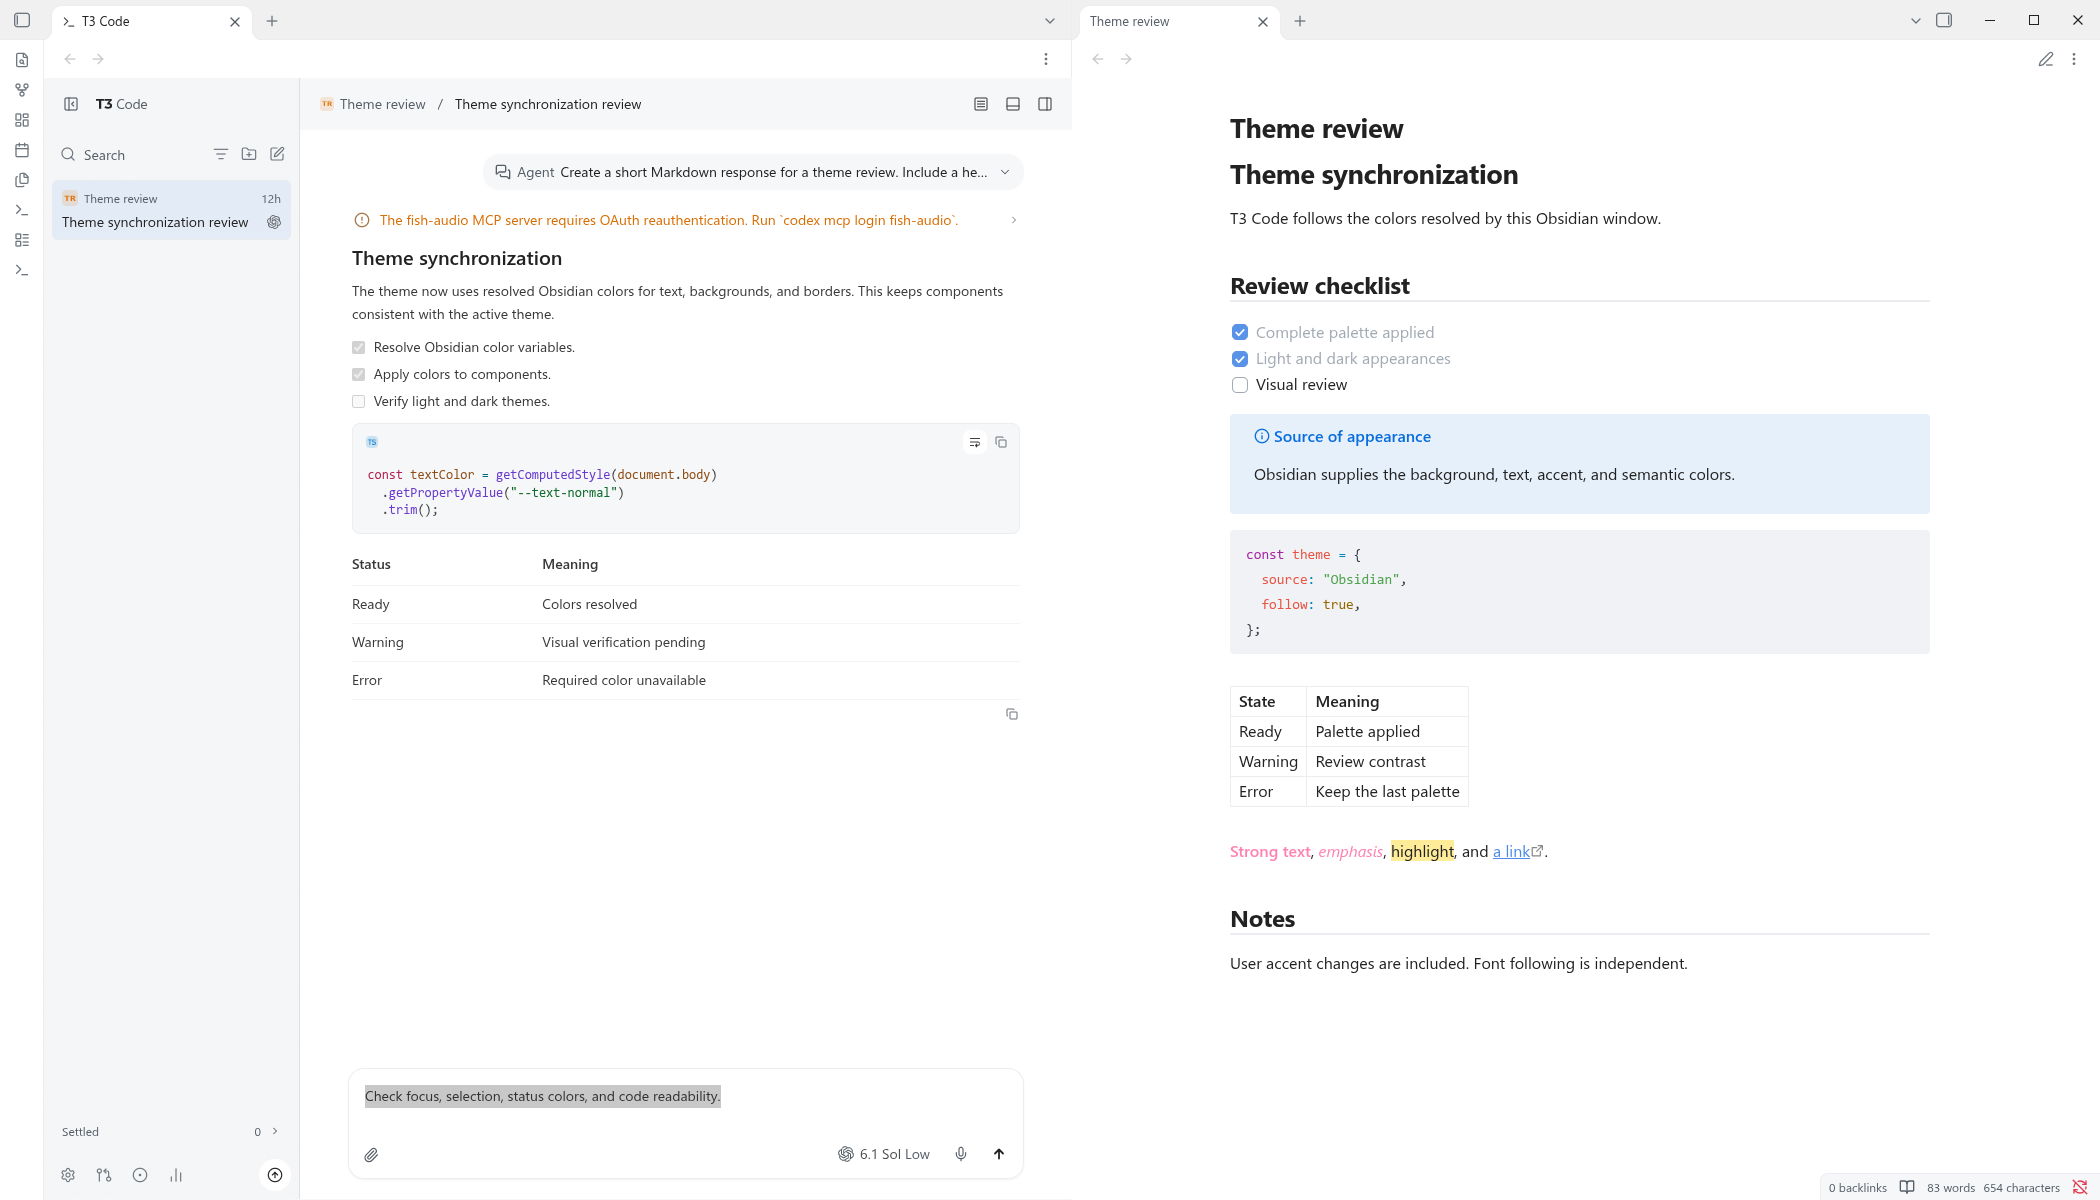 T3 Code
Theme review
T3 Code
Search
Theme review 12h
TR
Theme synchronization review
Settled 0
TR Theme review / Theme synchronization review
Agent Create a short Markdown response for a theme review. Include a he...
The fish-audio MCP server requires OAuth reauthentication. Run `codex mcp login fish-audio`.
Theme synchronization
The theme now uses resolved Obsidian colors for text, backgrounds, and borders. This keeps components
consistent with the active theme.
Resolve Obsidian color variables.
Apply colors to components.
Verify light and dark themes.
TS
const textColor = getComputedStyle(document.body)
.getPropertyValue("--text-normal")
.trim();
Status Meaning
Ready Colors resolved
Warning Visual verification pending
Error Required color unavailable
Check focus, selection, status colors, and code readability.
6.1 Sol Low
Theme review
Theme synchronization
T3 Code follows the colors resolved by this Obsidian window.
Review checklist
Complete palette applied
Light and dark appearances
Visual review
Source of appearance
Obsidian supplies the background, text, accent, and semantic colors.
const theme = {
source: "Obsidian",
follow: true,
};
State Meaning
Ready Palette applied
Warning Review contrast
Error Keep the last palette
Strong text, emphasis, highlight, and a link.
Notes
User accent changes are included. Font following is independent.
0 backlinks 83 words 654 characters